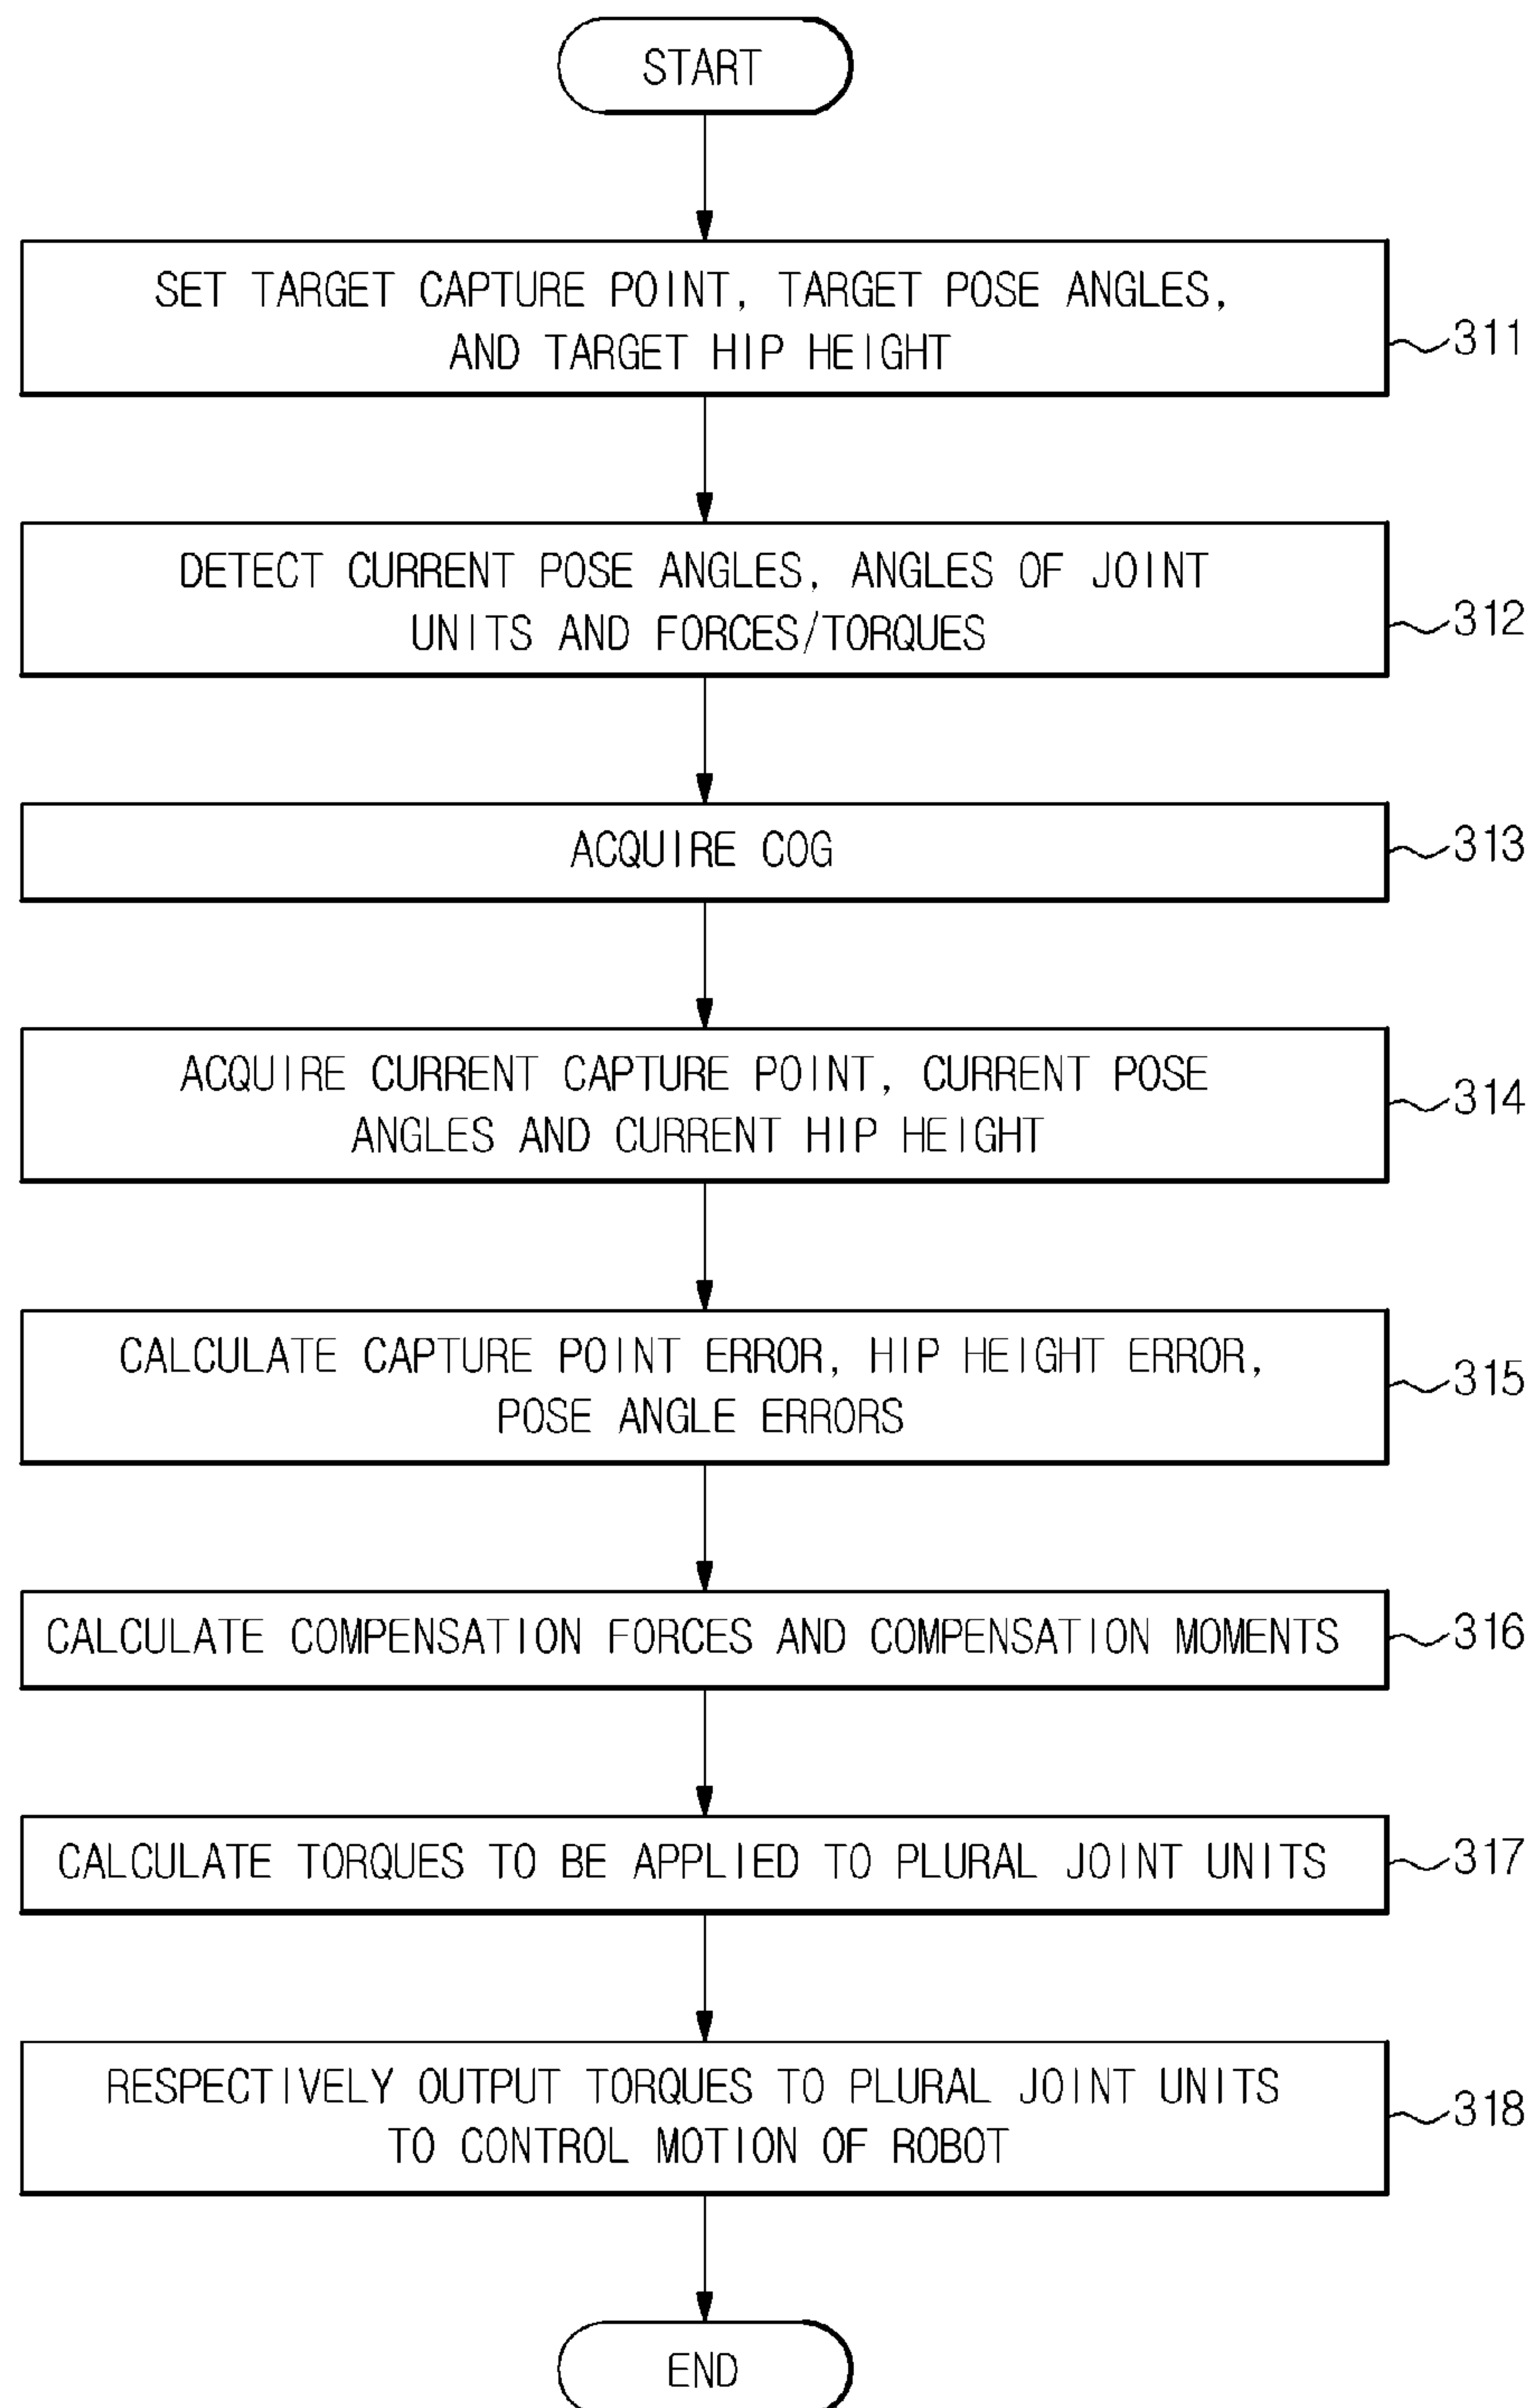 START
SET TARGET CAPTURE POINT, TARGET POSE ANGLES,
AND TARGET HIP HEIGHT
311
DETECT CURRENT POSE ANGLES, ANGLES OF JOINT
UNITS AND FORCES/TORQUES
312
ACQUIRE COG
313
ACQUIRE CURRENT CAPTURE POINT, CURRENT POSE
ANGLES AND CURRENT HIP HEIGHT
314
CALCULATE CAPTURE POINT ERROR, HIP HEIGHT ERROR,
POSE ANGLE ERRORS
315
CALCULATE COMPENSATION FORCES AND COMPENSATION MOMENTS
316
CALCULATE TORQUES TO BE APPLIED TO PLURAL JOINT UNITS
317
RESPECTIVELY OUTPUT TORQUES TO PLURAL JOINT UNITS
TO CONTROL MOTION OF ROBOT
318
END